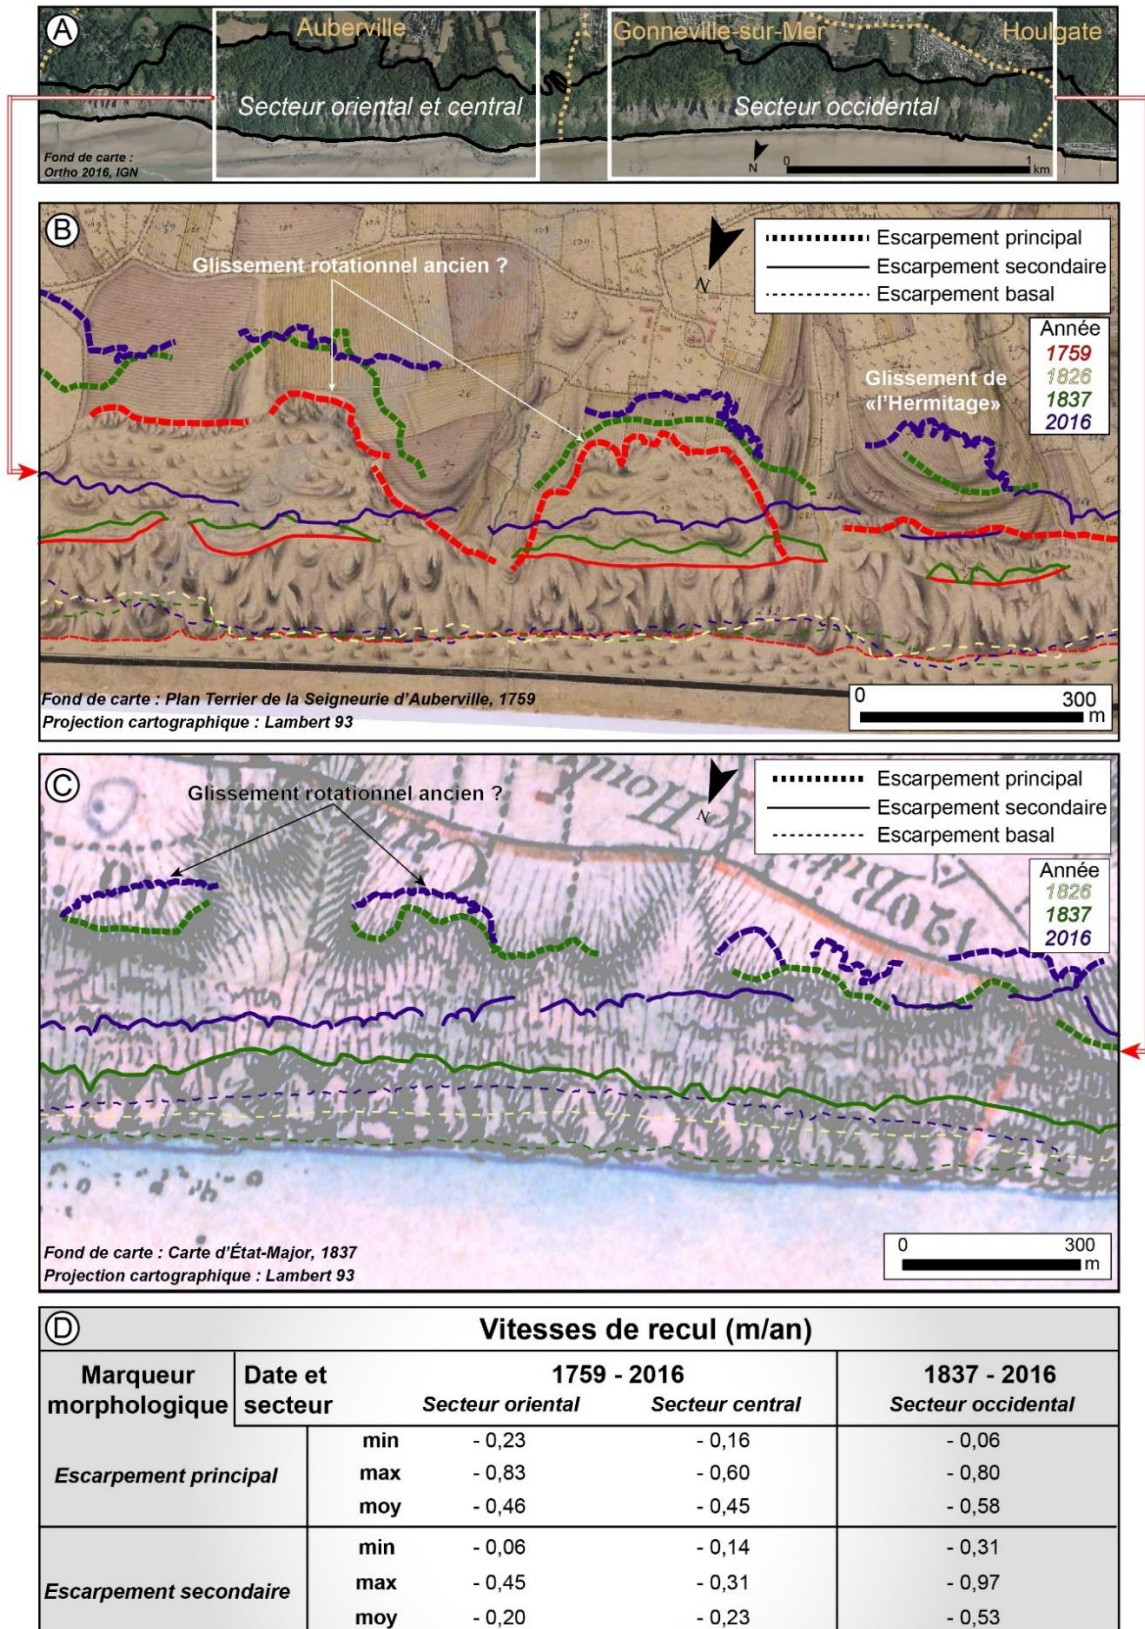 A
Auberville
Gonneville-sur-Mer
Houlgate
Secteur oriental et central
Secteur occidental
Fond de carte :
Ortho 2016, IGN
N
0 1
km
B
Glissement rotationnel ancien ?
Escarpement principal
Escarpement secondaire
Escarpement basal
N
Année
1759
1826
1837
2016
Glissement de
«l'Hermitage»
Fond de carte : Plan Terrier de la Seigneurie d'Auberville, 1759
Projection cartographique : Lambert 93
0 300
m
C
Glissement rotationnel ancien ?
Escarpement principal
Escarpement secondaire
Escarpement basal
N
Année
1826
1837
2016
Fond de carte : Carte d'État-Major, 1837
Projection cartographique : Lambert 93
0 300
m
D
Vitesses de recul (m/an)
Marqueur morphologique
Date et secteur
1759 - 2016
1837 - 2016
Secteur oriental Secteur central Secteur occidental
Escarpement principal
min - 0,23 - 0,16 - 0,06
max - 0,83 - 0,60 - 0,80
moy - 0,46 - 0,45 - 0,58
Escarpement secondaire
min - 0,06 - 0,14 - 0,31
max - 0,45 - 0,31 - 0,97
moy - 0,20 - 0,23 - 0,53